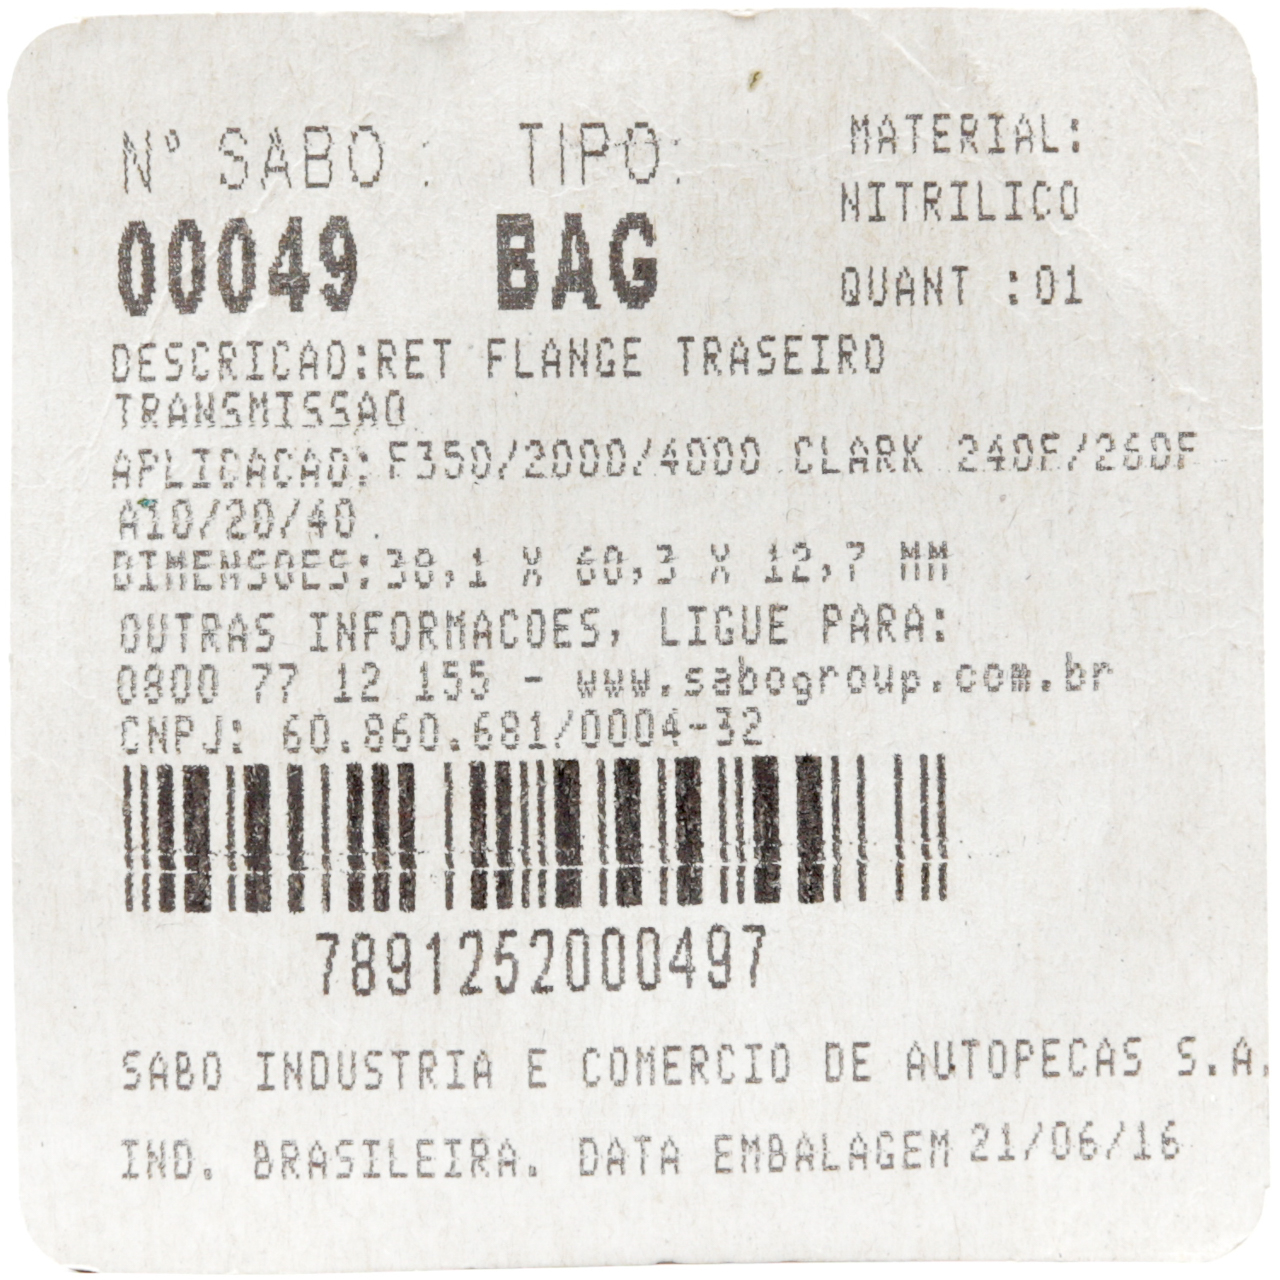 Nº SABO : TIPO: MATERIAL:
NITRILICO
00049 BAG
QUANT :01
DESCRICAO:RET FLANGE TRASEIRO
TRANSMISSAO
APLICACAO:F350/2000/4000 CLARK 240F/260F
A10/20/40.
DIMENSOES:38,1 X 60,3 X 12,7 MM
OUTRAS INFORMACOES, LIGUE PARA:
0800 77 12 155 - www.sabogroup.com.br
CNPJ: 60.860.681/0004-32
7891252000497
SABO INDUSTRIA E COMERCIO DE AUTOPECAS S.A.
IND. BRASILEIRA. DATA EMBALAGEM 21/06/16